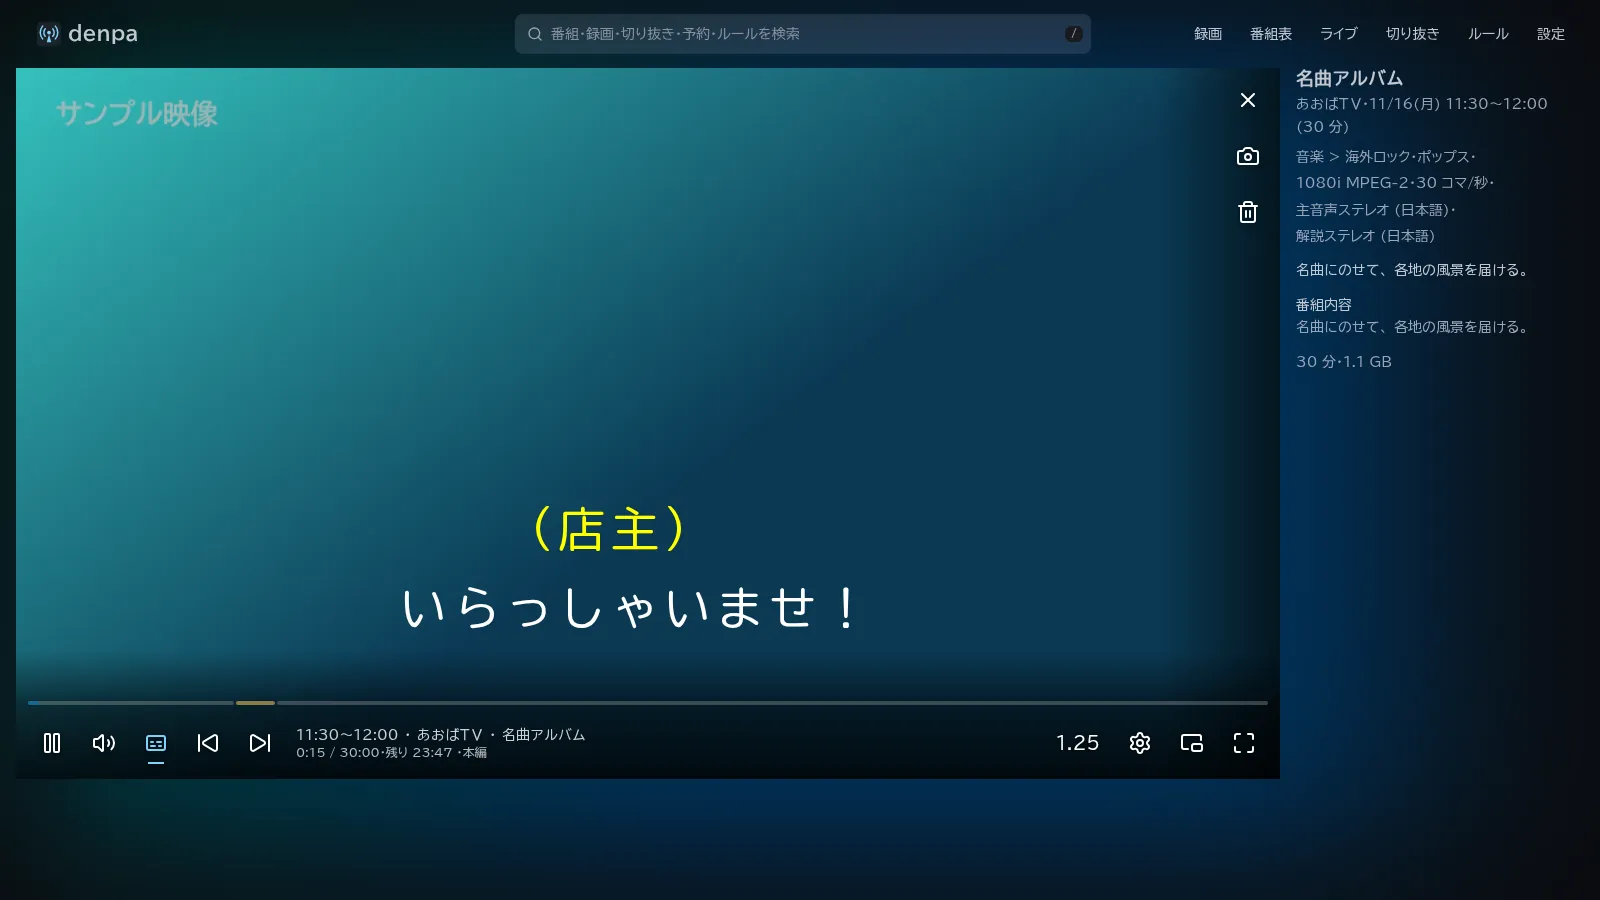 denpa
番組・録画・切り抜き・予約・ルールを検索
/
録画
番組表
ライブ
切り抜き
ルール
設定
サンプル映像
(店主)
いらっしゃいませ！
11:30〜12:00・あおばTV・名曲アルバム
0:15 / 30:00・残り 23:47・本編
1.25
名曲アルバム
あおばTV・11/16(月) 11:30〜12:00
(30 分)
音楽 > 海外ロック・ポップス・
1080i MPEG-2・30 コマ/秒・
主音声ステレオ (日本語)・
解説ステレオ (日本語)
名曲にのせて、各地の風景を届ける。
番組内容
名曲にのせて、各地の風景を届ける。
30 分・1.1 GB